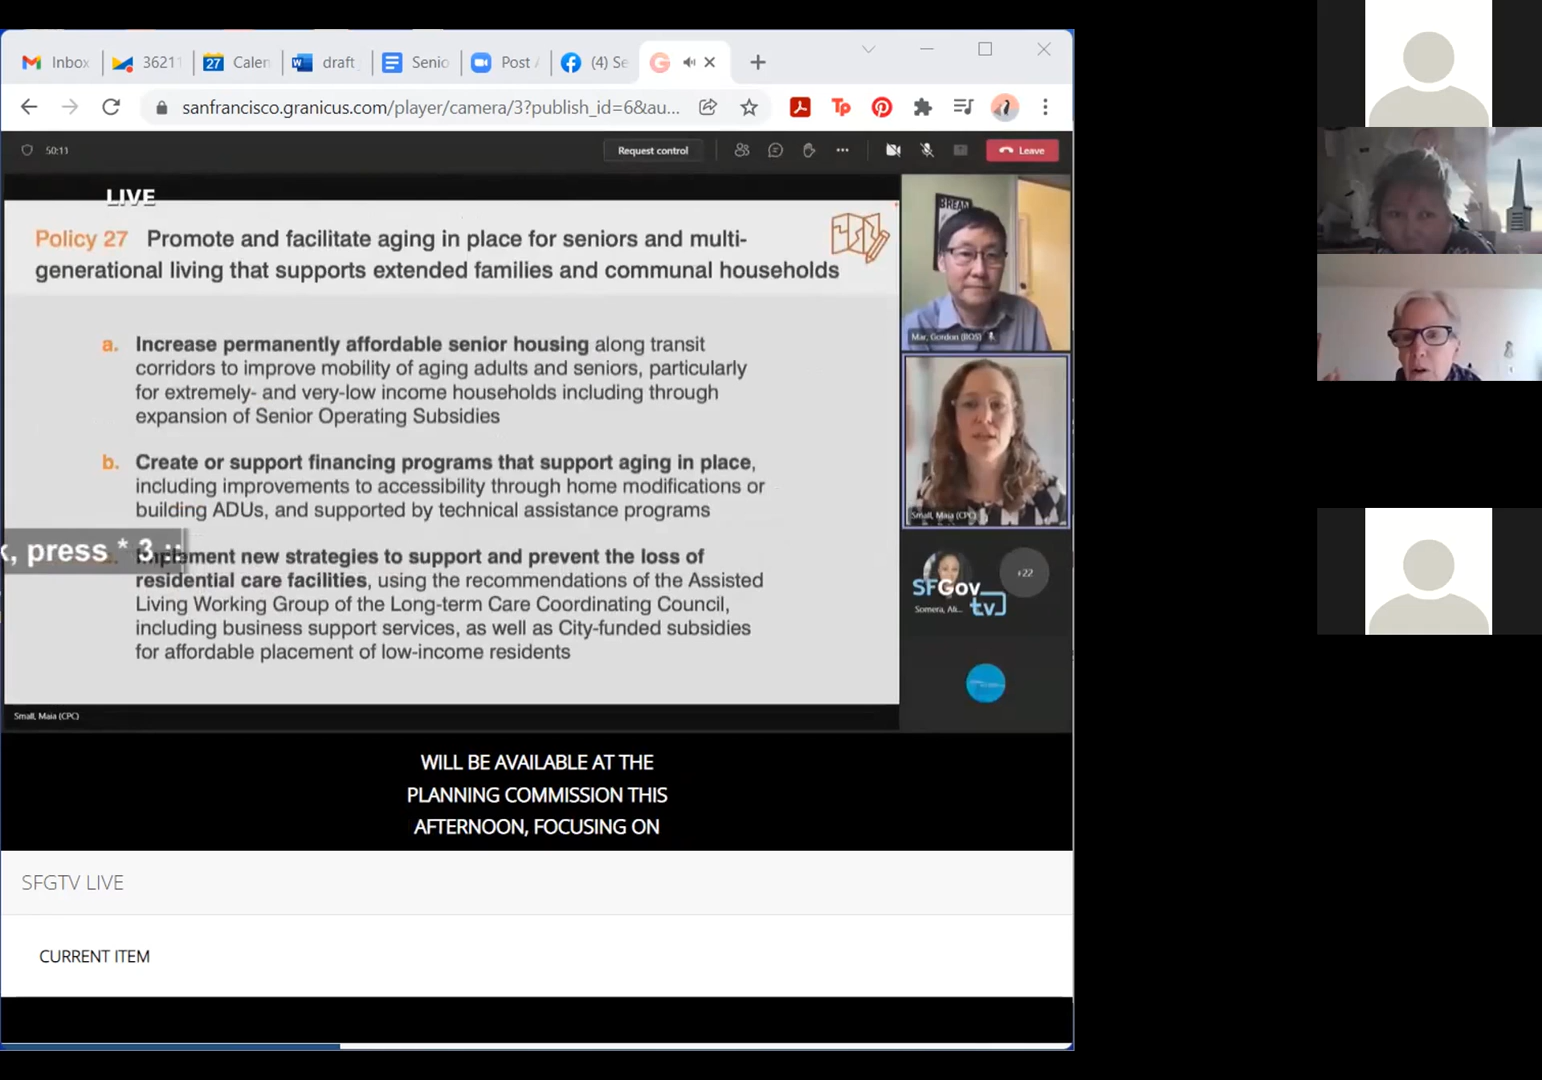 Inbox
3621
27
Calen
draft
Senio
Post
(4) Se
sanfrancisco.granicus.com/player/camera/3?publish_id=6&au...
50:11
Request control
Leave
LIVE
BREAD
Policy 27 Promote and facilitate aging in place for seniors and multi-
generational living that supports extended families and communal households
Mar, Gordon (BOS)
a. Increase permanently affordable senior housing along transit
corridors to improve mobility of aging adults and seniors, particularly
for extremely- and very-low income households including through
expansion of Senior Operating Subsidies
b. Create or support financing programs that support aging in place,
including improvements to accessibility through home modifications or
building ADUs, and supported by technical assistance programs
Small, Maia (CPC)
k, press * 3 ::
Implement new strategies to support and prevent the loss of
residential care facilities, using the recommendations of the Assisted
Living Working Group of the Long-term Care Coordinating Council,
including business support services, as well as City-funded subsidies
for affordable placement of low-income residents
+22
SFGov
tv
Somera, Ali...
Small, Maia (CPC)
WILL BE AVAILABLE AT THE
PLANNING COMMISSION THIS
AFTERNOON, FOCUSING ON
SFGTV LIVE
CURRENT ITEM